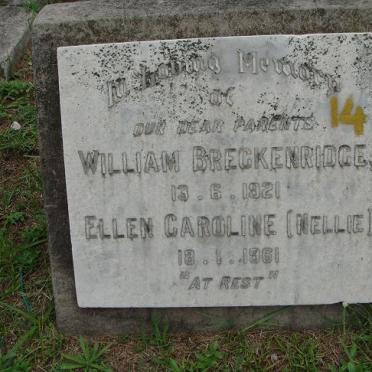 In Loving Memory
of
OUR DEAR PARENTS
14
WILLIAM BRECKENRIDGE,
13.6.1921
ELLEN CAROLINE (NELLIE)
19.1.1961
"AT REST"